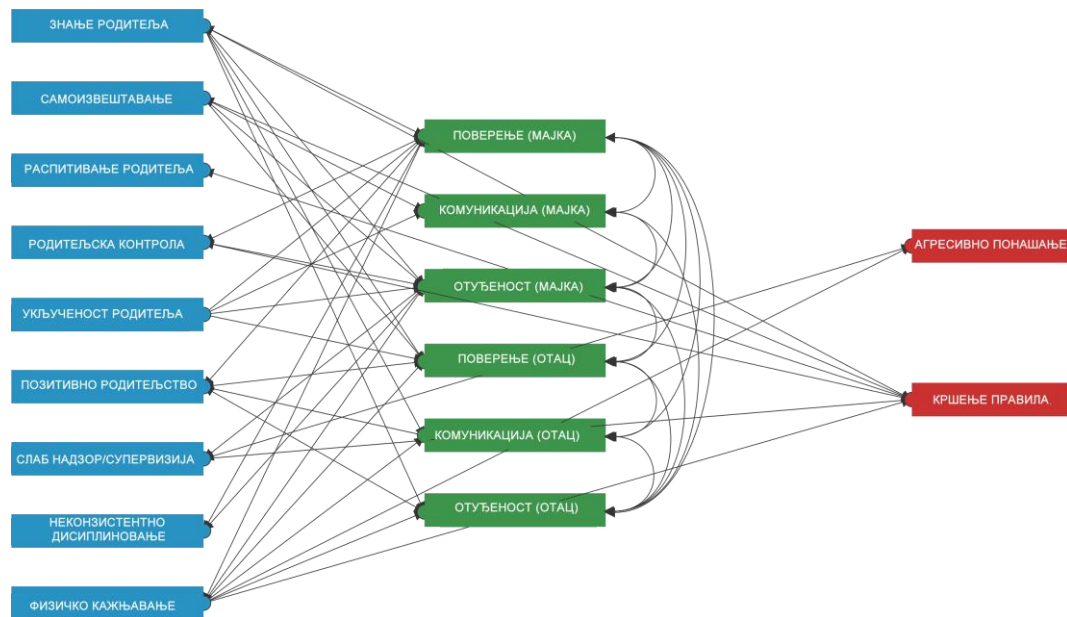 ЗНАЊЕ РОДИТЕЉА
САМОИЗВЕШТАВАЊЕ
РАСПИТИВАЊЕ РОДИТЕЉА
РОДИТЕЉСКА КОНТРОЛА
УКЉУЧЕНОСТ РОДИТЕЉА
ПОЗИТИВНО РОДИТЕЉСТВО
СЛАБ НАДЗОР/СУПЕРВИЗИЈА
НЕКОНЗИСТЕНТНО
ДИСИПЛИНОВАЊЕ
ФИЗИЧКО КАЖЊАВАЊЕ
ПОВЕРЕЊЕ (МАЈКА)
КОМУНИКАЦИЈА (МАЈКА)
ОТУЂЕНОСТ (МАЈКА)
ПОВЕРЕЊЕ (ОТАЦ)
КОМУНИКАЦИЈА (ОТАЦ)
ОТУЂЕНОСТ (ОТАЦ)
АГРЕСИВНО ПОНАШАЊЕ
КРШЕЊЕ ПРАВИЛА.